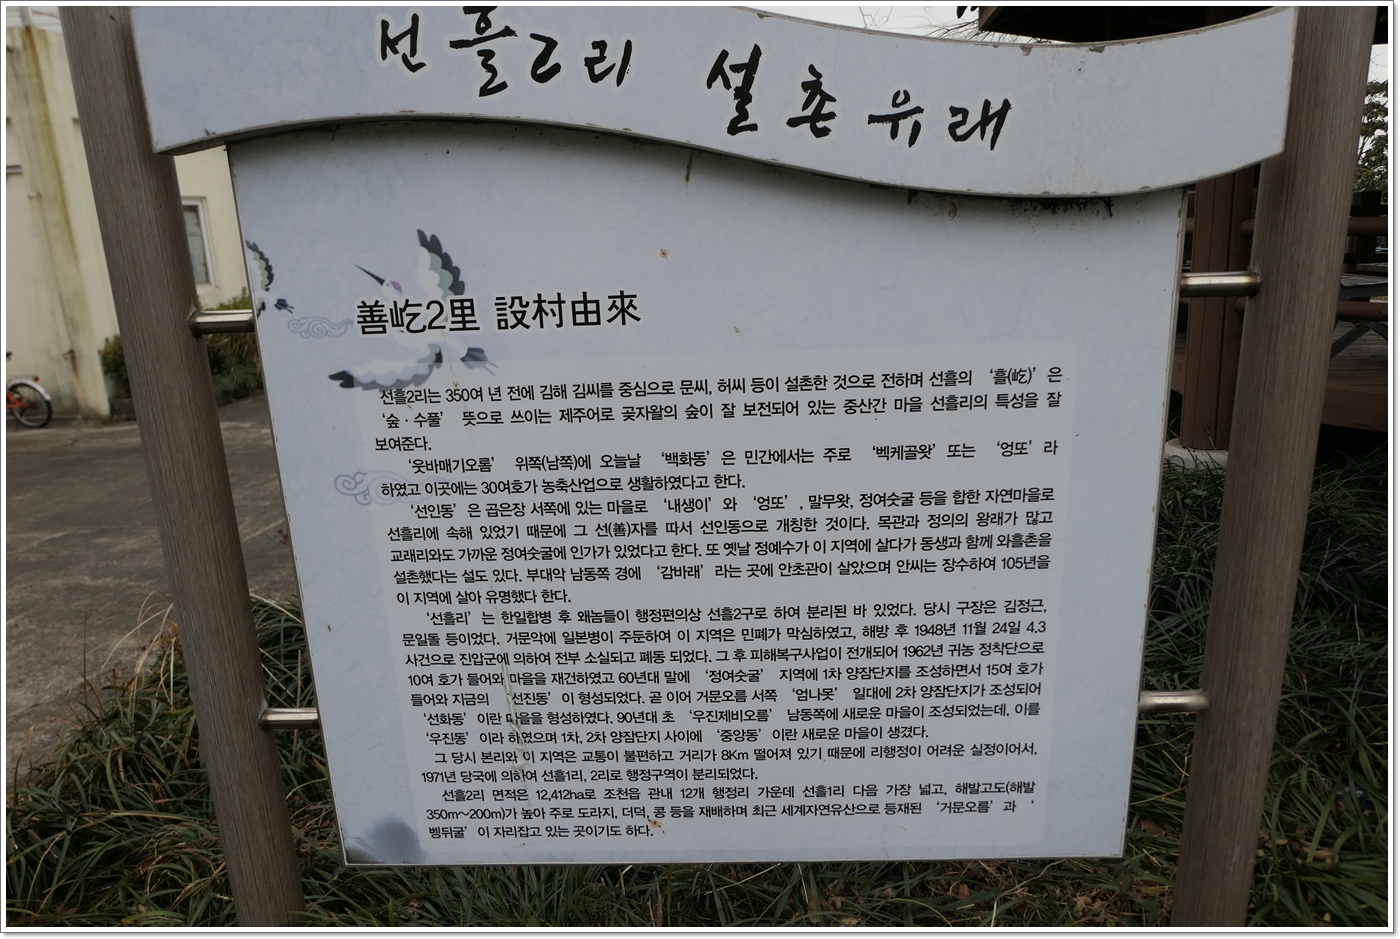 선흘2리 설촌유래
善屹2里 設村由來
선흘2리는 350여 년 전에 김해 김씨를 중심으로 문씨, 허씨 등이 설촌한 것으로 전하며 선흘의 ‘흘(屹)’은
‘숲·수풀’ 뜻으로 쓰이는 제주어로 곶자왈의 숲이 잘 보전되어 있는 중산간 마을 선흘리의 특성을 잘
보여준다.
‘웃바매기오롬’ 위쪽(남쪽)에 오늘날 ‘백화동’은 민간에서는 주로 ‘벡케골왓’ 또는 ‘엉또’라
하였고 이곳에는 30여호가 농축산업으로 생활하였다고 한다.
‘선인동’은 곱은장 서쪽에 있는 마을로 ‘내생이’와 ‘엉또’, 말무왓, 정여숫굴 등을 합한 자연마을로
선흘리에 속해 있었기 때문에 그 선(善)자를 따서 선인동으로 개칭한 것이다. 목관과 정의의 왕래가 많고
교래리와도 가까운 정여숫굴에 인가가 있었다고 한다. 또 옛날 정예수가 이 지역에 살다가 동생과 함께 와흘촌을
설촌했다는 설도 있다. 부대악 남동쪽 경에 ‘감바래’라는 곳에 안초관이 살았으며 안씨는 장수하여 105년을
이 지역에 살아 유명했다 한다.
‘선흘리’는 한일합병 후 왜놈들이 행정편의상 선흘2구로 하여 분리된 바 있었다. 당시 구장은 김정근,
문일돌 등이었다. 거문악에 일본병이 주둔하여 이 지역은 민폐가 막심하였고, 해방 후 1948년 11월 24일 4.3
사건으로 진압군에 의하여 전부 소실되고 폐동 되었다. 그 후 피해복구사업이 전개되어 1962년 귀농 정착단으로
10여 호가 들어와 마을을 재건하였고 60년대 말에 ‘정여숫굴’ 지역에 1차 양잠단지를 조성하면서 15여 호가
들어와 지금의 ‘선진동’이 형성되었다. 곧 이어 거문오름 서쪽 ‘엄나못’ 일대에 2차 양잠단지가 조성되어
‘선화동’이란 마을을 형성하였다. 90년대 초 ‘우진제비오름’ 남동쪽에 새로운 마을이 조성되었는데, 이를
‘우진동’이라 하였으며 1차, 2차 양잠단지 사이에 ‘중앙동’이란 새로운 마을이 생겼다.
그 당시 본리와 이 지역은 교통이 불편하고 거리가 8Km 떨어져 있기 때문에 리행정이 어려운 실정이어서,
1971년 당국에 의하여 선흘1리, 2리로 행정구역이 분리되었다.
선흘2리 면적은 12,412ha로 조천읍 관내 12개 행정리 가운데 선흘1리 다음 가장 넓고, 해발고도(해발
350m~200m)가 높아 주로 도라지, 더덕, 콩 등을 재배하며 최근 세계자연유산으로 등재된 ‘거문오름’과 ‘
벵뒤굴’이 자리잡고 있는 곳이기도 하다.